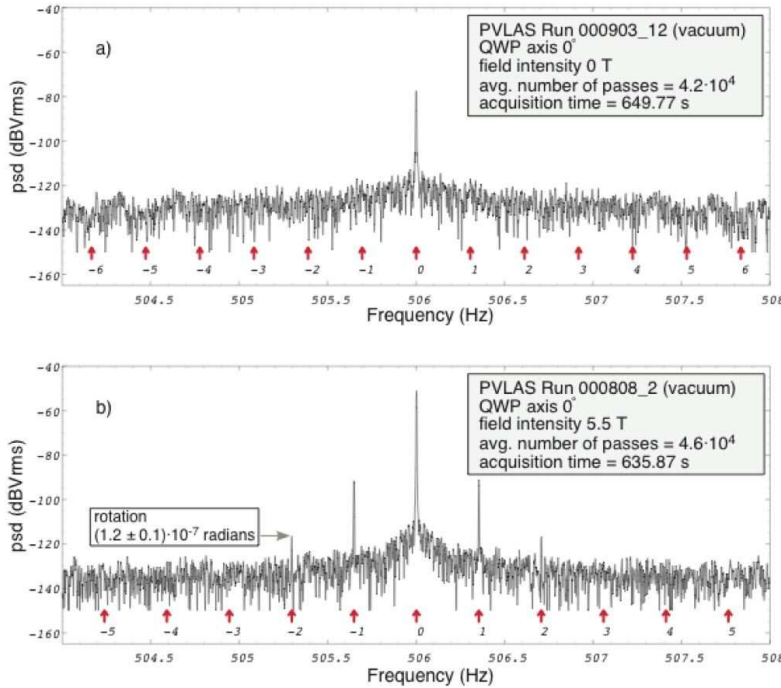 -40
PVLAS Run 000903_12 (vacuum)
a)
QWP axis 0°
-60
field intensity 0 T
avg. number of passes = 4.2·10⁴
-80
acquisition time = 649.77 s
-100
psd (dBVrms)
-120
-140
-160
-6 -5 -4 -3 -2 -1 0 1 2 3 4 5 6
504.5 505 505.5 506 506.5 507 507.5 508
Frequency (Hz)
-40
PVLAS Run 000808_2 (vacuum)
b)
QWP axis 0°
-60
field intensity 5.5 T
avg. number of passes = 4.6·10⁴
-80
acquisition time = 635.87 s
-100
psd (dBVrms)
rotation
(1.2 ± 0.1)·10⁻⁷ radians
-120
-140
-160
-5 -4 -3 -2 -1 0 1 2 3 4 5
504.5 505 505.5 506 506.5 507 507.5 508
Frequency (Hz)